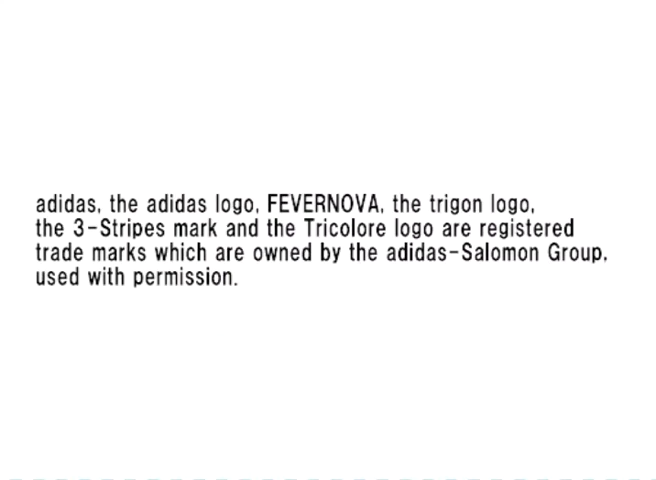 adidas, the adidas logo, FEVERNOVA, the trigon logo,
the 3-Stripes mark and the Tricolore logo are registered
trade marks which are owned by the adidas-Salomon Group,
used with permission.